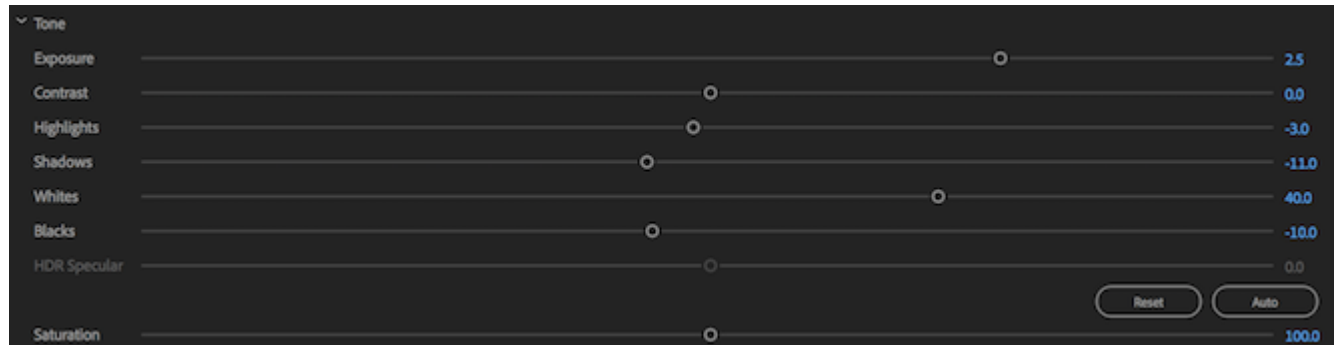 Tone
Exposure 2.5
Contrast 0.0
Highlights -3.0
Shadows -11.0
Whites 40.0
Blacks -10.0
HDR Specular 0.0
Reset Auto
Saturation 100.0